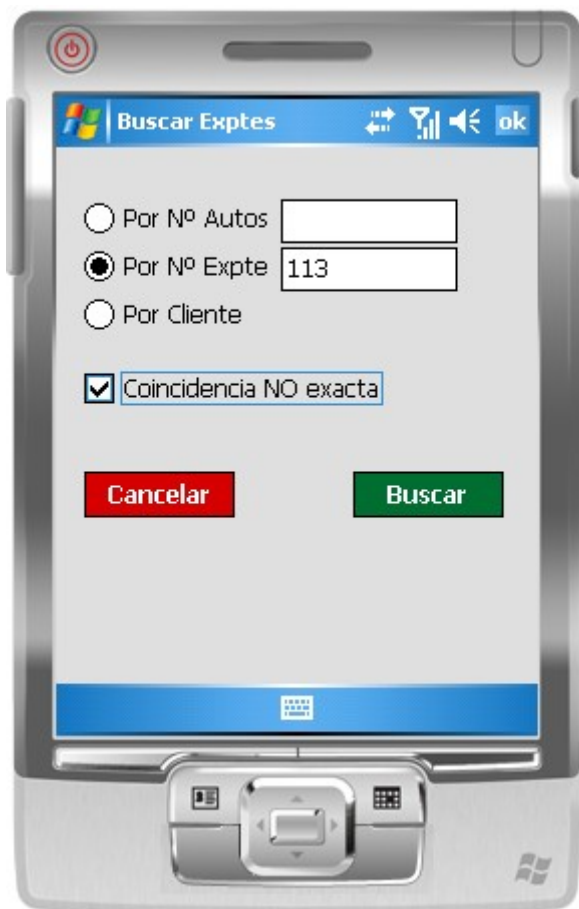 Buscar Exptes ok
Por Nº Autos
Por Nº Expte 113
Por Cliente
Coincidencia NO exacta
Cancelar Buscar